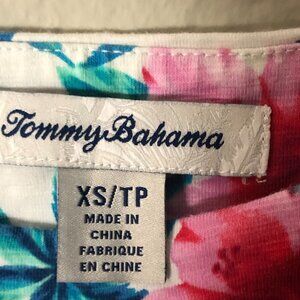 Tommy Bahama
XS/TP
MADE IN
CHINA
FABRIQUE
EN CHINE